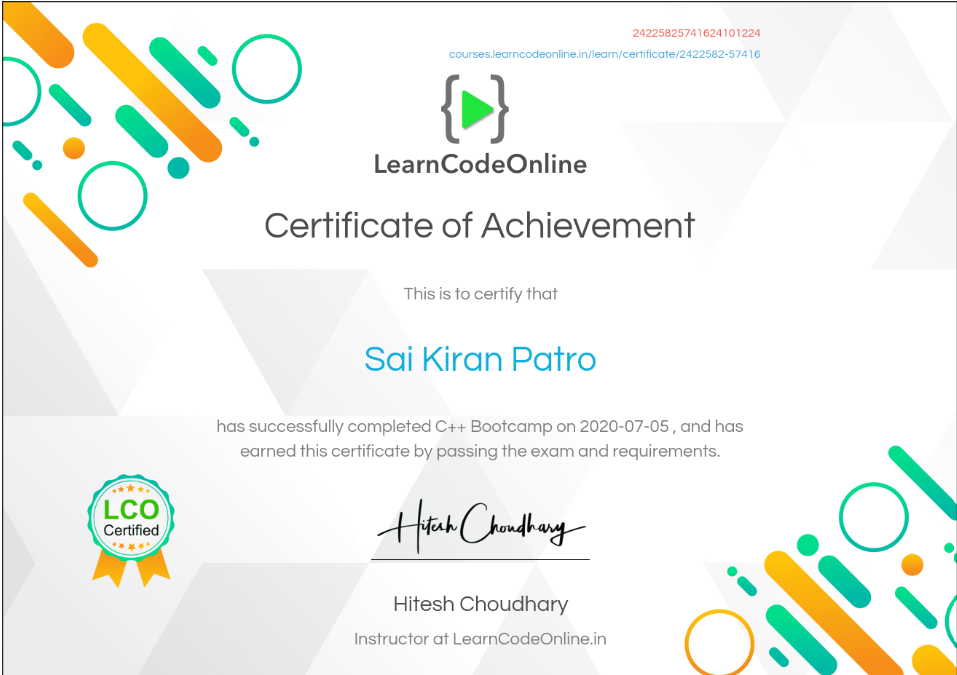 24225825741624101224
courses.learncodeonline.in/learn/certificate/2422582-57416
LearnCodeOnline
Certificate of Achievement
This is to certify that
Sai Kiran Patro
has successfully completed C++ Bootcamp on 2020-07-05 , and has
earned this certificate by passing the exam and requirements.
LCO
Certified
Hitesh Choudhary
Hitesh Choudhary
Instructor at LearnCodeOnline.in